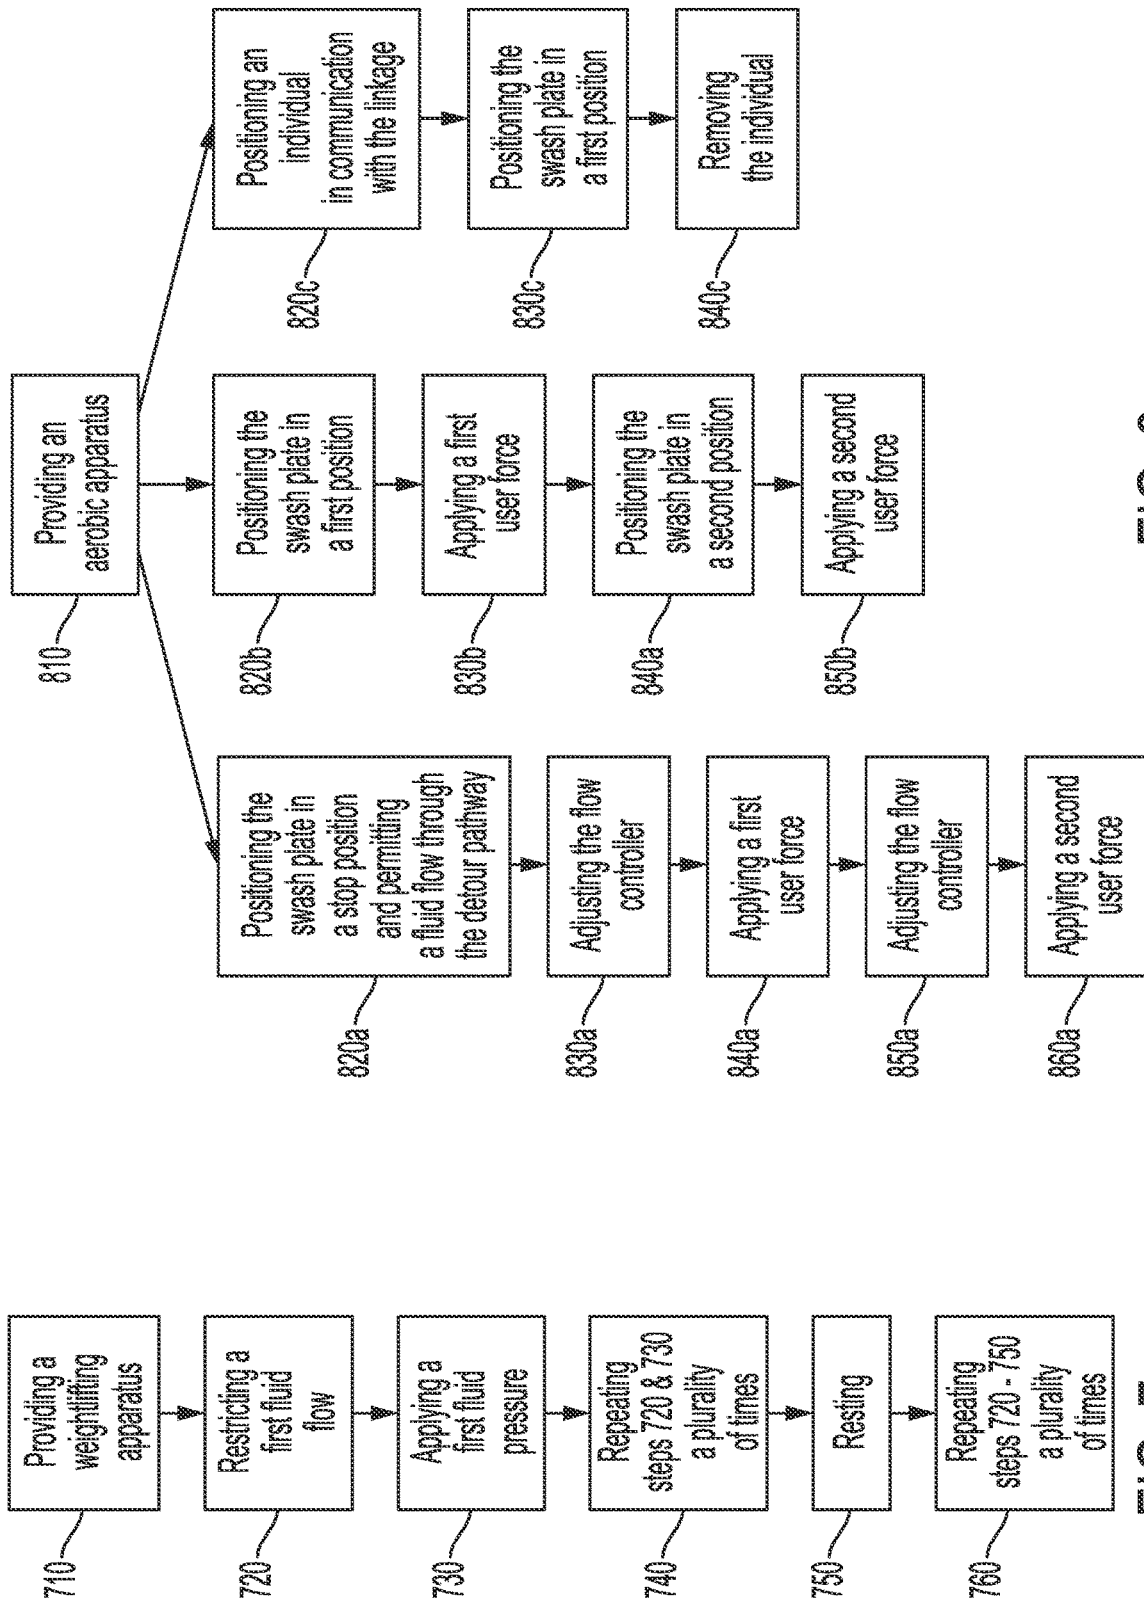 710
Providing a
weightlifting
apparatus
720
Restricting a
first fluid
flow
730
Applying a
first fluid
pressure
740
Repeating
steps 720 & 730
a plurality
of times
750
Resting
760
Repeating
steps 720 - 750
a plurality
of times
810
Providing an
aerobic apparatus
820a
Positioning the
swash plate in
a stop position
and permitting
a fluid flow through
the detour pathway
830a
Adjusting the flow
controller
840a
Applying a first
user force
850a
Adjusting the flow
controller
860a
Applying a second
user force
820b
Positioning the
swash plate in
a first position
830b
Applying a first
user force
840a
Positioning the
swash plate in
a second position
850b
Applying a second
user force
820c
Positioning an
individual
in communication
with the linkage
830c
Positioning the
swash plate in
a first position
840c
Removing
the individual